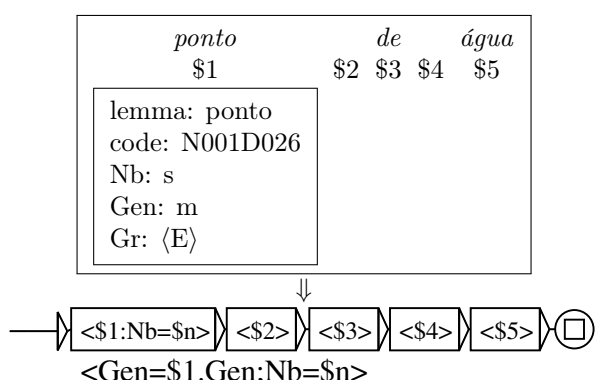 ponto de água
$1 $2 $3 $4 $5
lemma: ponto
code: N001D026
Nb: s
Gen: m
Gr: ⟨E⟩
⇓
<$1:Nb=$n> <$2> <$3> <$4> <$5>
<Gen=$1.Gen;Nb=$n>